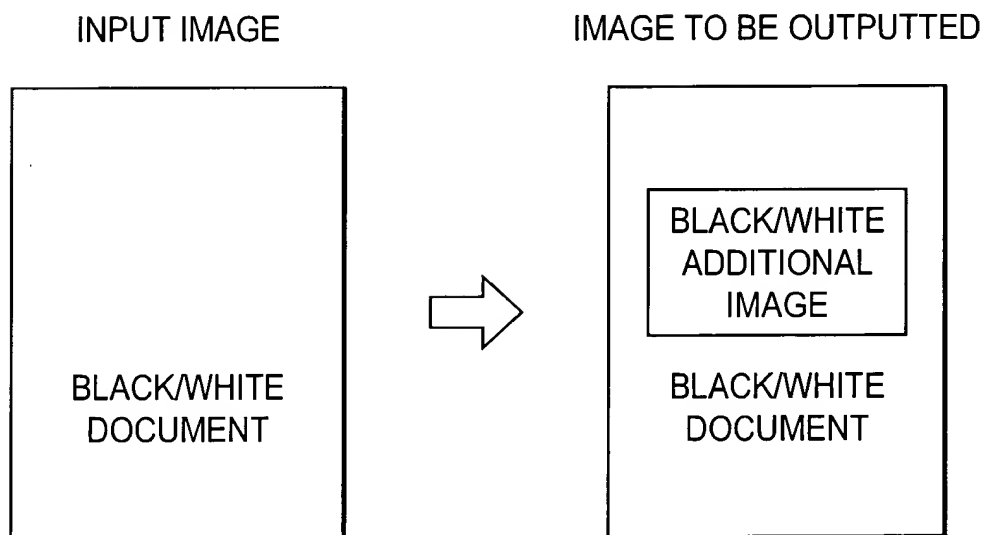 INPUT IMAGE
IMAGE TO BE OUTPUTTED
BLACK/WHITE
DOCUMENT
BLACK/WHITE
ADDITIONAL
IMAGE
BLACK/WHITE
DOCUMENT